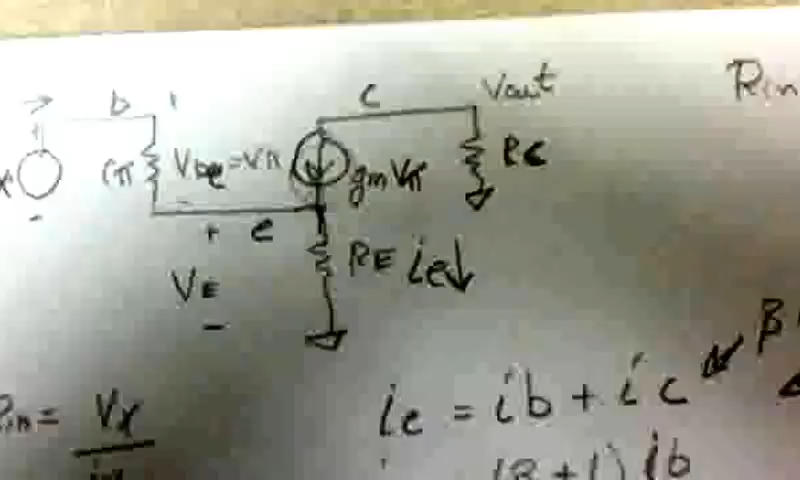 b c Vout Rin
rπ Vbe=Vπ gmVπ RC
+ e
VE RE ie
-
Rin = Vx ie = ib + ic β
(β+1) ib